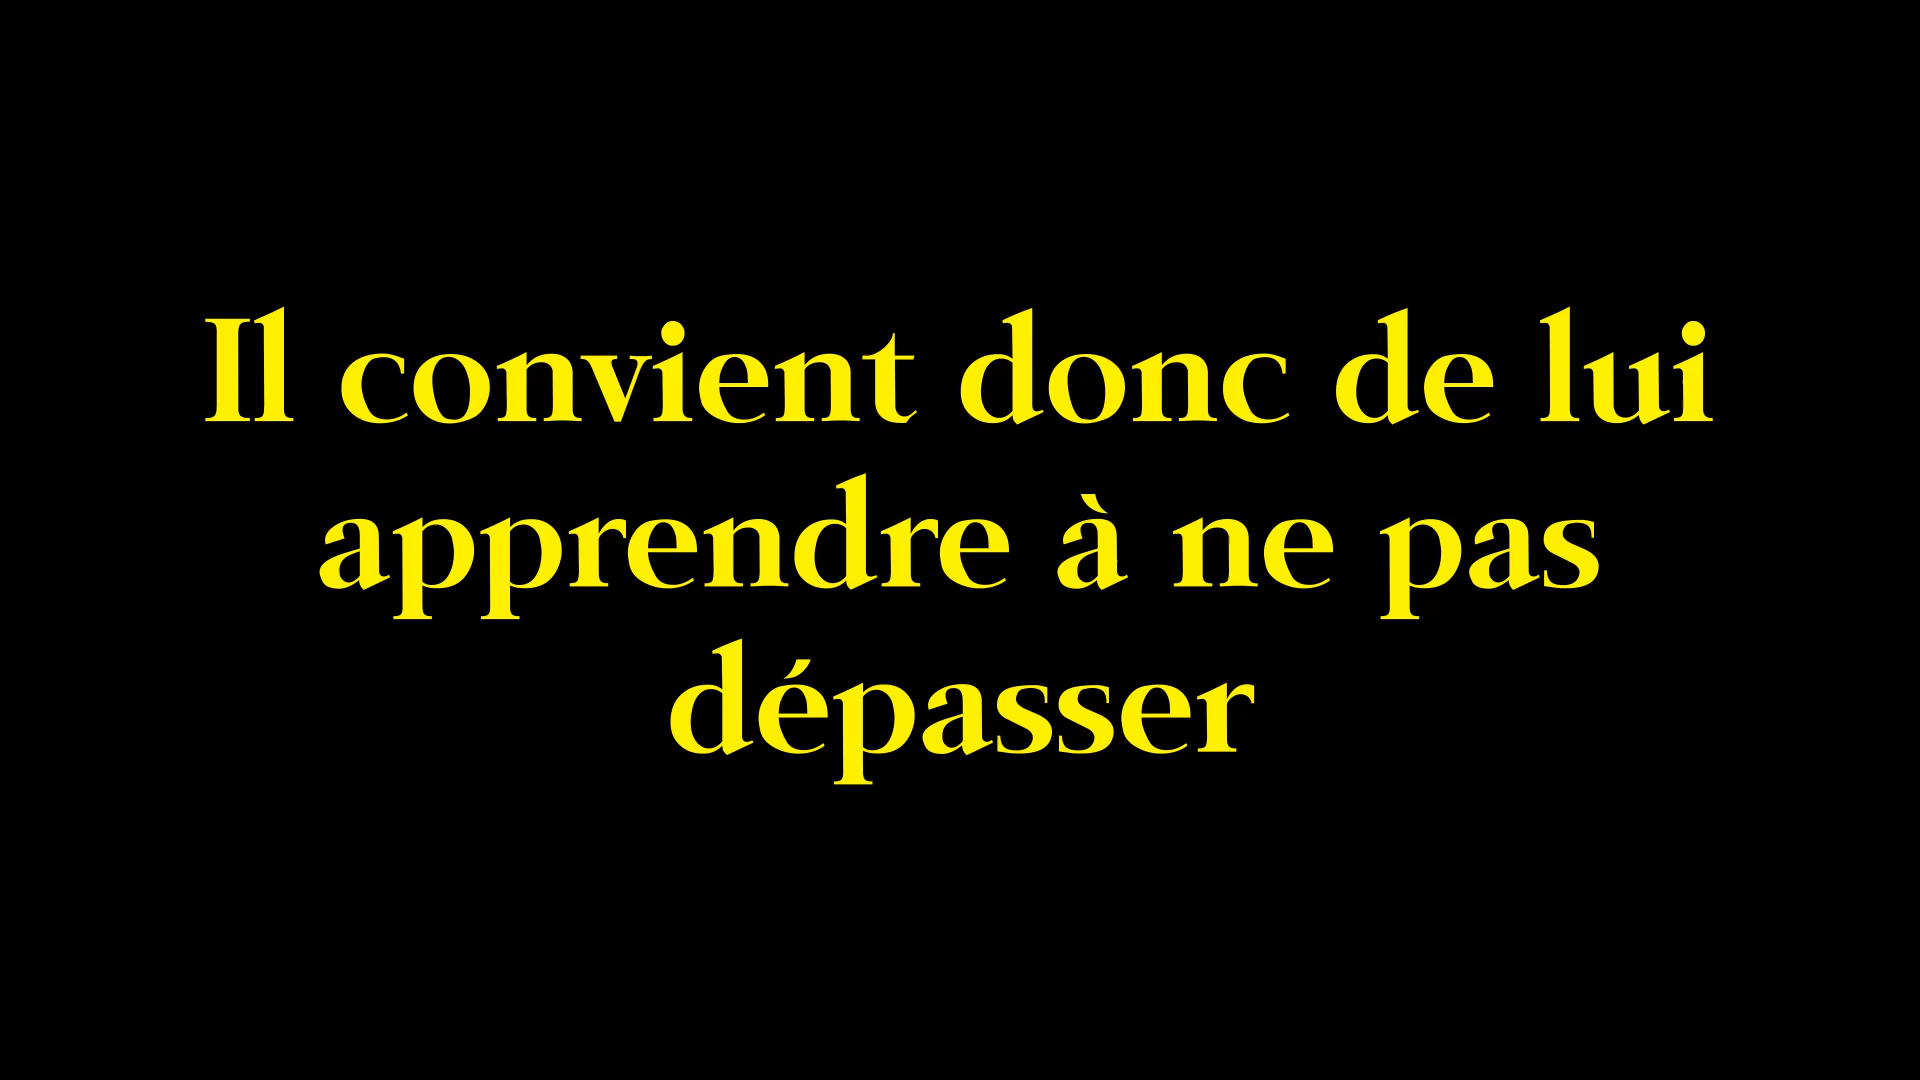 Il convient donc de lui
apprendre à ne pas
dépasser